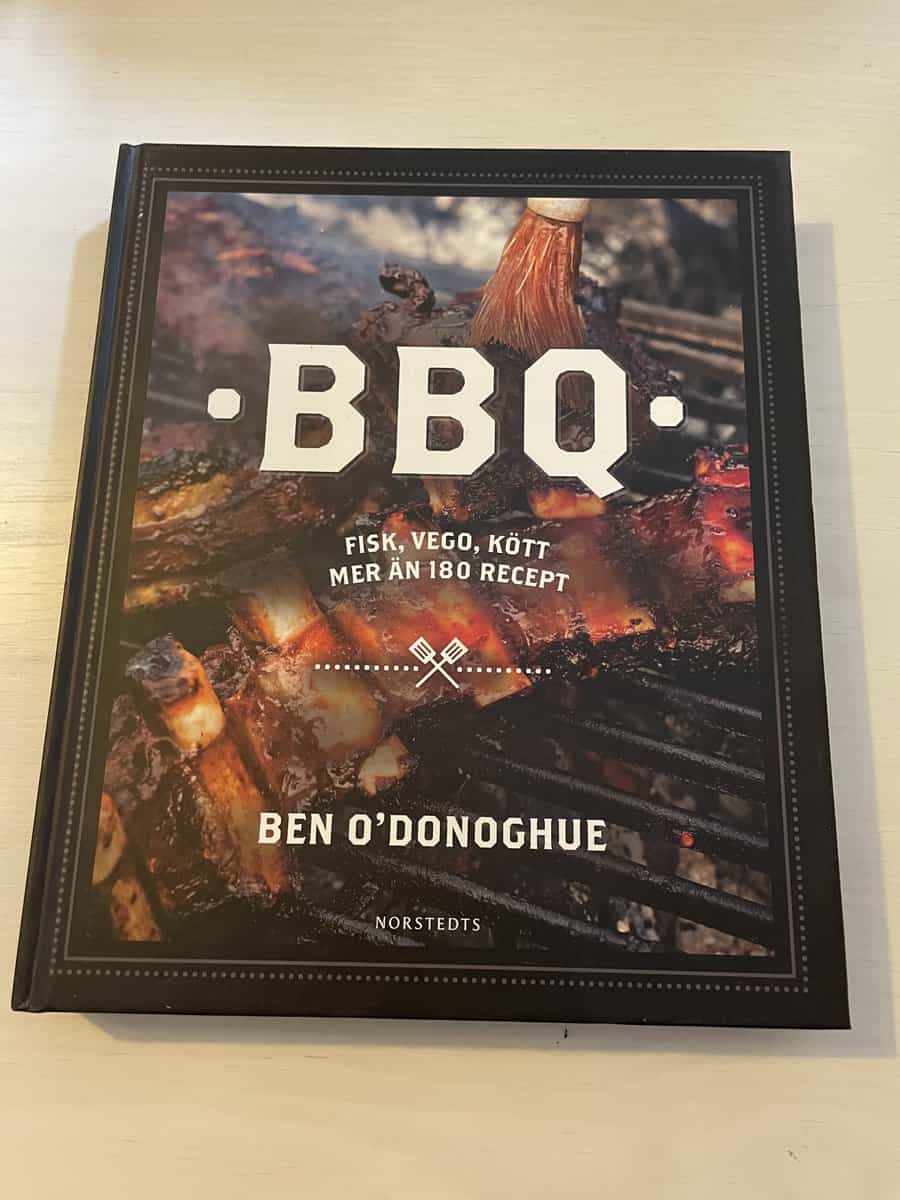 ·BBQ·
FISK, VEGO, KÖTT
MER ÄN 180 RECEPT
BEN O'DONOGHUE
NORSTEDTS